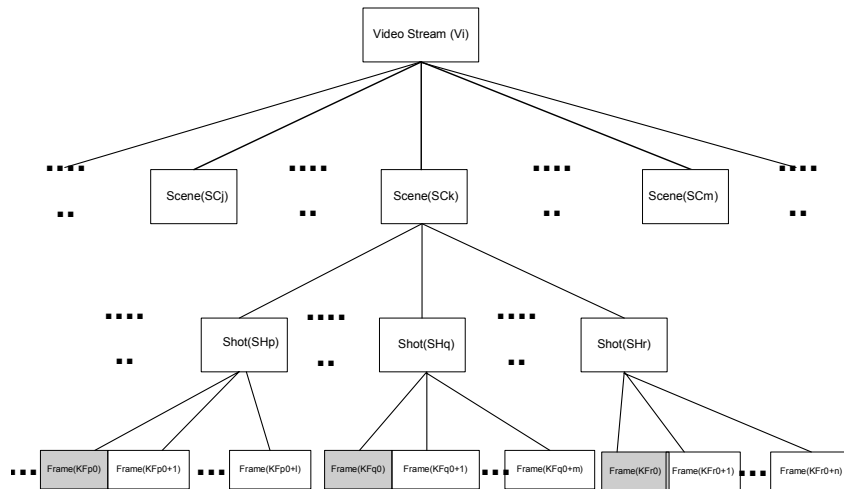 Video Stream (Vi)
Scene(SCj)
Scene(SCk)
Scene(SCm)
Shot(SHp)
Shot(SHq)
Shot(SHr)
Frame(KFp0)
Frame(KFp0+1)
Frame(KFp0+l)
Frame(KFq0)
Frame(KFq0+1)
Frame(KFq0+m)
Frame(KFr0)
Frame(KFr0+1)
Frame(KFr0+n)